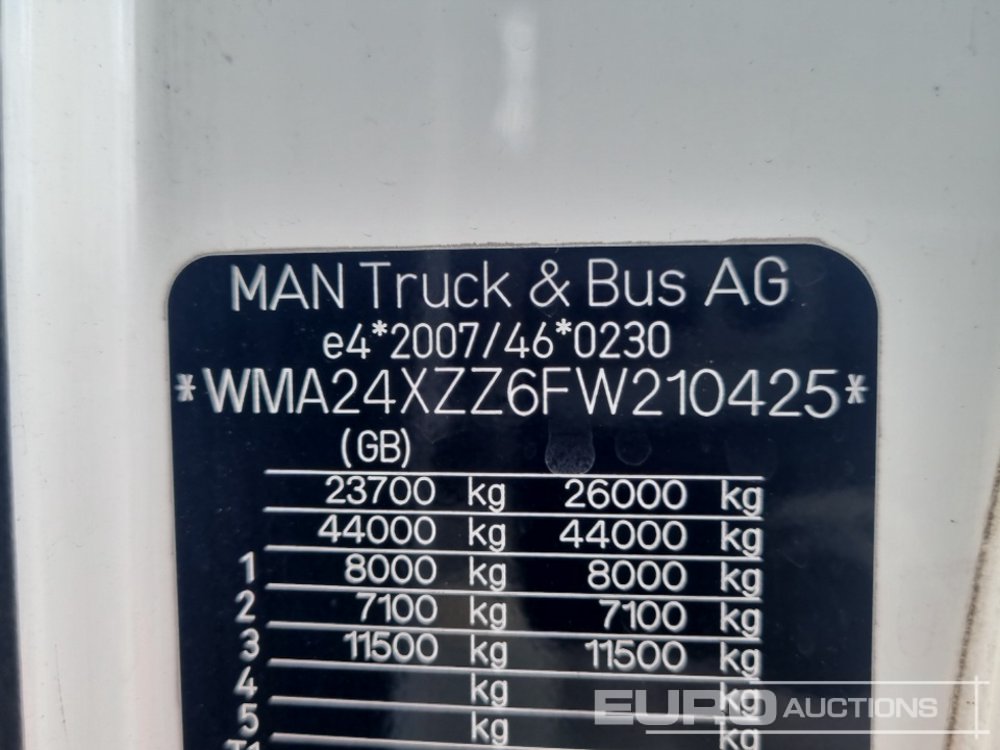 MAN Truck & Bus AG
e4*2007/46*0230
*WMA24XZZ6FW210425*
(GB)
23700 kg 26000 kg
44000 kg 44000 kg
1 8000 kg 8000 kg
2 7100 kg 7100 kg
3 11500 kg 11500 kg
4 kg kg
5 kg kg
EURO AUCTIONS